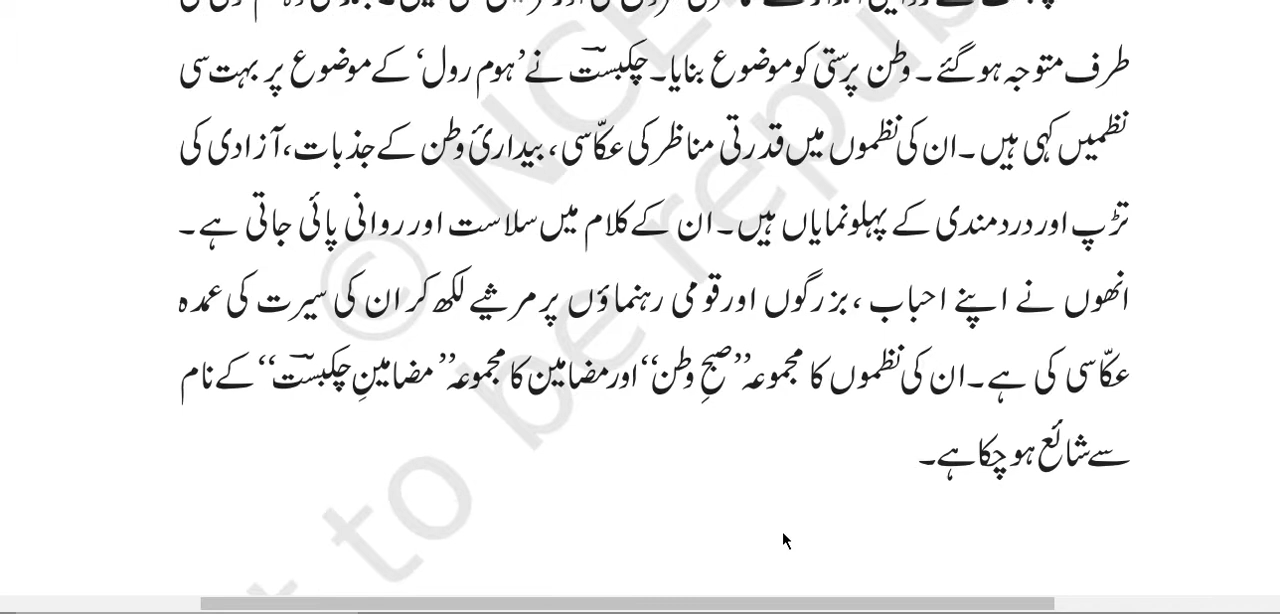 طرف متوجہ ہوگئے۔ وطن پرستی کو موضوع بنایا۔ چکبستؔ نے ’ہوم رول‘ کے موضوع پر بہت سی
نظمیں کہی ہیں۔ ان کی نظموں میں قدرتی مناظر کی عکّاسی، بیداریٔ وطن کے جذبات، آزادی کی
تڑپ اور دردمندی کے پہلو نمایاں ہیں۔ ان کے کلام میں سلاست اور روانی پائی جاتی ہے۔
انھوں نے اپنے احباب، بزرگوں اور قومی رہنماؤں پر مرثیے لکھ کر ان کی سیرت کی عمدہ
عکّاسی کی ہے۔ ان کی نظموں کا مجموعہ ”صبحِ وطن“ اور مضامین کا مجموعہ ”مضامینِ چکبستؔ“ کے نام
سے شائع ہو چکا ہے۔
© NCE
to be repub